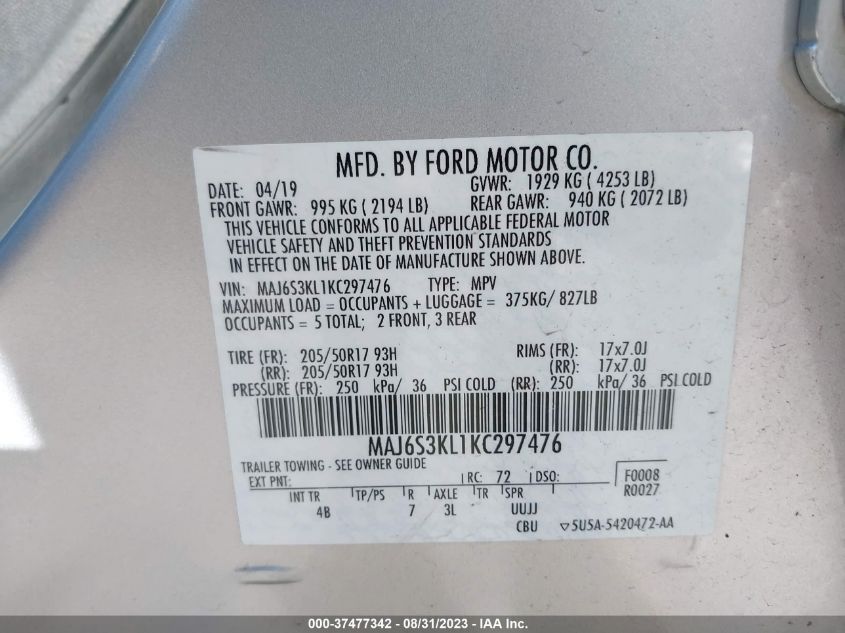 MFD. BY FORD MOTOR CO.
DATE: 04/19 GVWR: 1929 KG ( 4253 LB)
FRONT GAWR: 995 KG ( 2194 LB) REAR GAWR: 940 KG ( 2072 LB)
THIS VEHICLE CONFORMS TO ALL APPLICABLE FEDERAL MOTOR
VEHICLE SAFETY AND THEFT PREVENTION STANDARDS
IN EFFECT ON THE DATE OF MANUFACTURE SHOWN ABOVE.
VIN: MAJ6S3KL1KC297476 TYPE: MPV
MAXIMUM LOAD = OCCUPANTS + LUGGAGE = 375KG/ 827LB
OCCUPANTS = 5 TOTAL; 2 FRONT, 3 REAR
TIRE (FR): 205/50R17 93H RIMS (FR): 17x7.0J
(RR): 205/50R17 93H (RR): 17x7.0J
PRESSURE (FR): 250 kPa/ 36 PSI COLD (RR): 250 kPa/ 36 PSI COLD
MAJ6S3KL1KC297476
TRAILER TOWING - SEE OWNER GUIDE
EXT PNT: RC: 72 DSO: F0008
R0027
INT TR TP/PS R AXLE TR SPR
4B 7 3L UUJJ
CBU ▽5U5A-5420472-AA
000-37477342 - 08/31/2023 - IAA Inc.